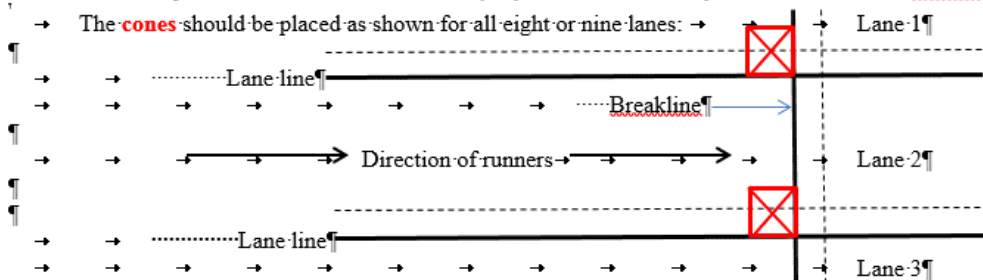 The cones should be placed as shown for all eight or nine lanes: Lane 1
Lane line
Breakline
Direction of runners Lane 2
Lane line
Lane 3